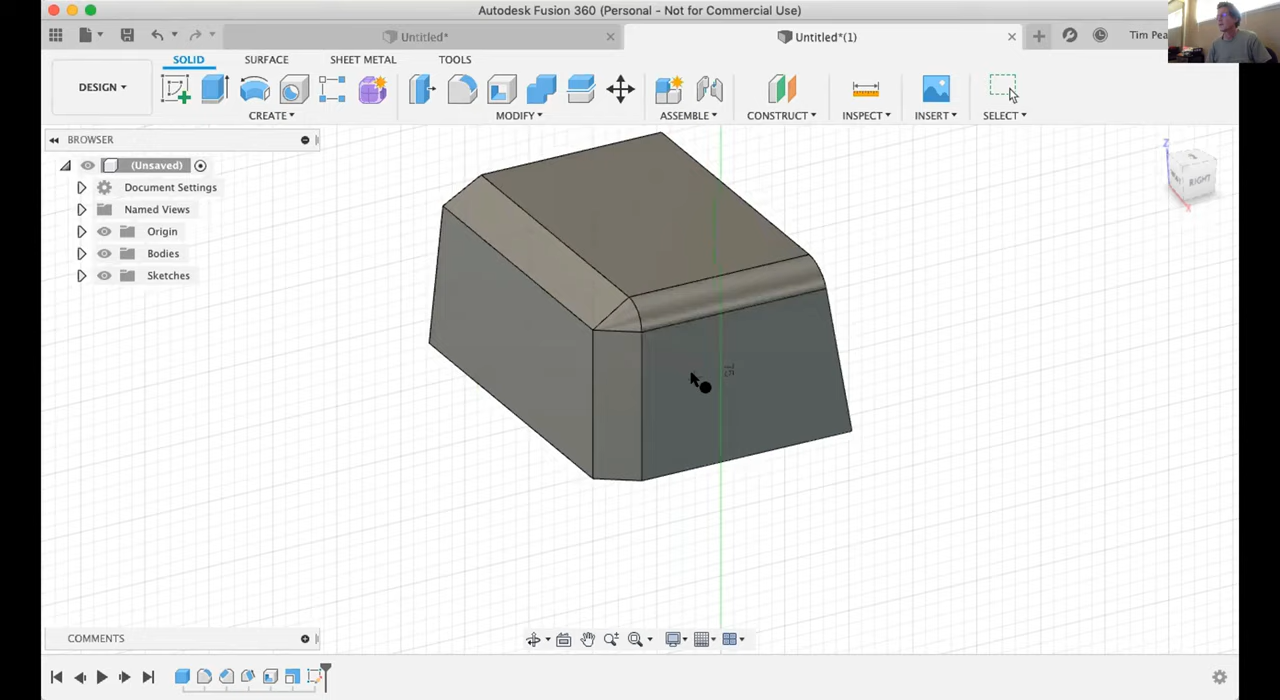 Autodesk Fusion 360 (Personal - Not for Commercial Use)
Untitled*
Untitled*(1)
Tim Pea
DESIGN
SOLID
SURFACE
SHEET METAL
TOOLS
CREATE
MODIFY
ASSEMBLE
CONSTRUCT
INSPECT
INSERT
SELECT
BROWSER
(Unsaved)
Document Settings
Named Views
Origin
Bodies
Sketches
Z
RIGHT
X
COMMENTS